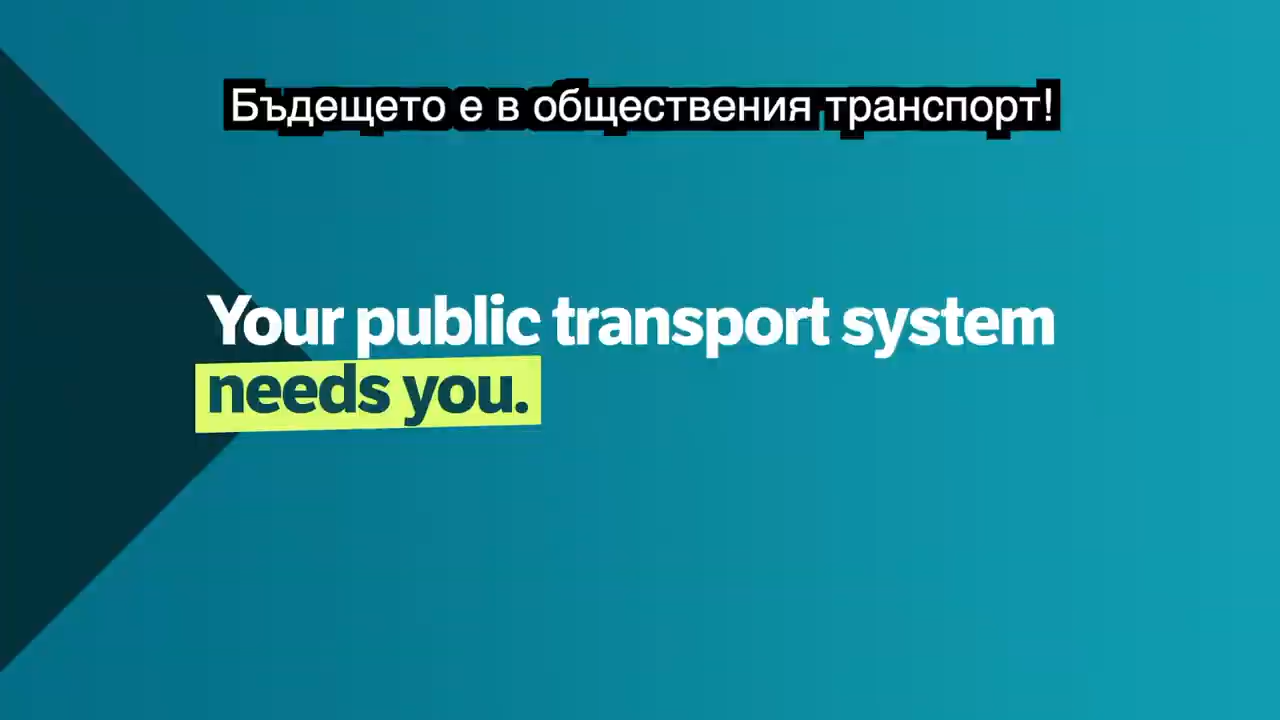 Бъдещето е в обществения транспорт!
Your public transport system
needs you.